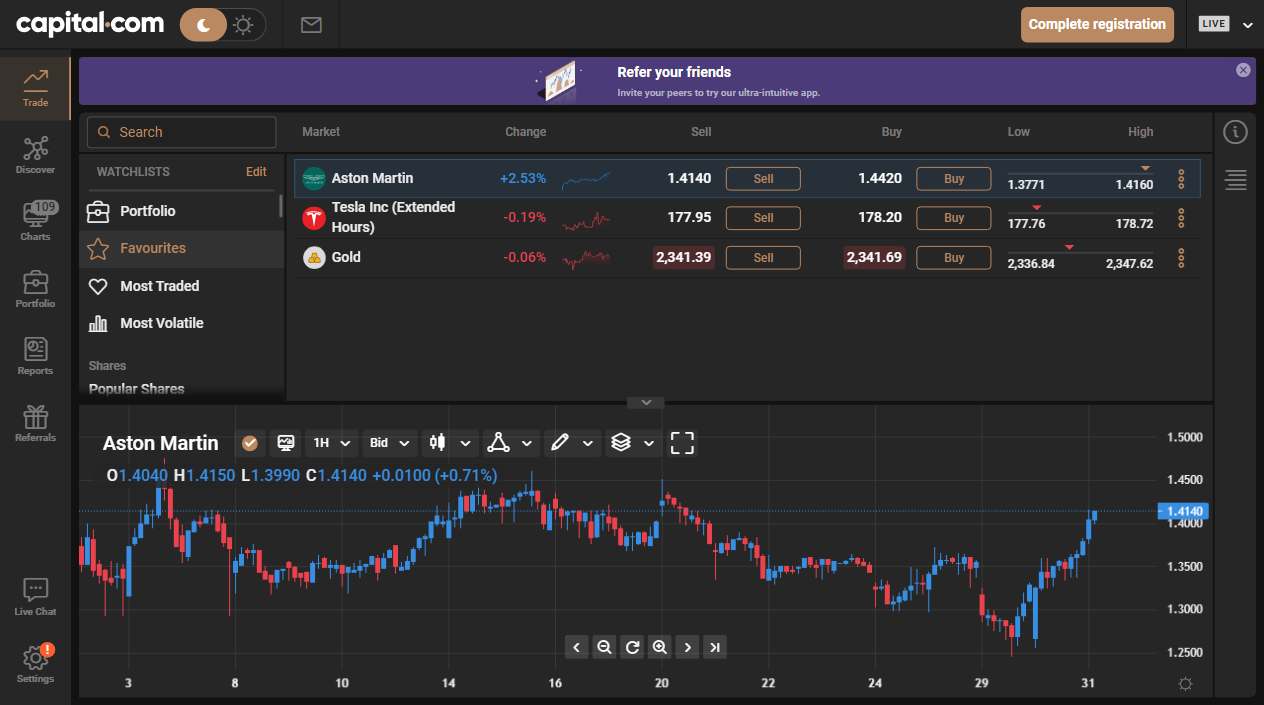 capital.com
Complete registration
LIVE
Trade
Refer your friends
Invite your peers to try our ultra-intuitive app.
Search
Market Change Sell Buy Low High
Discover
WATCHLISTS Edit
Aston Martin +2.53% 1.4140 Sell 1.4420 Buy 1.3771 1.4160
109
Charts
Portfolio
Tesla Inc (Extended
Hours) -0.19% 177.95 Sell 178.20 Buy 177.76 178.72
Favourites
Gold -0.06% 2,341.39 Sell 2,341.69 Buy 2,336.84 2,347.62
Portfolio
Most Traded
Most Volatile
Reports
Shares
Popular Shares
Referrals
Aston Martin 1H Bid
O1.4040 H1.4150 L1.3990 C1.4140 +0.0100 (+0.71%)
1.5000
1.4500
1.4140
1.4000
1.3500
1.3000
1.2500
Live Chat
!
Settings
3 8 10 14 16 20 22 24 29 31